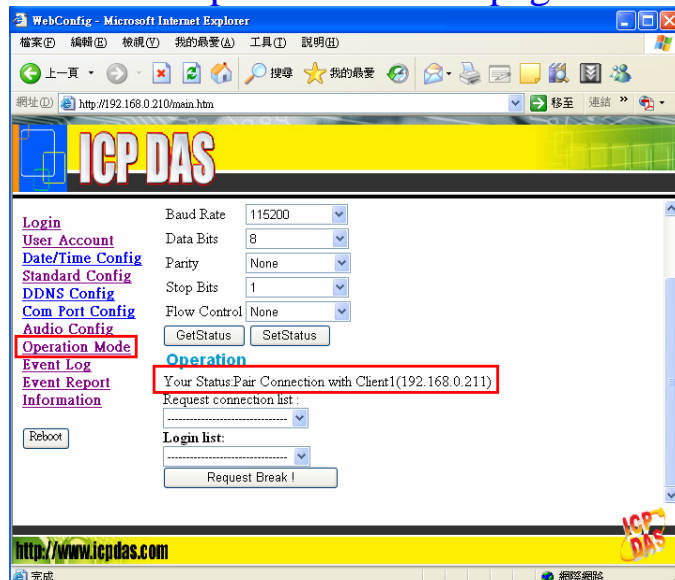 WebConfig - Microsoft Internet Explorer
檔案(F) 編輯(E) 檢視(V) 我的最愛(A) 工具(T) 說明(H)
上一頁 搜尋 我的最愛
網址(D) http://192.168.0.210/main.htm 移至 連結 »
ICP DAS
Login
User Account
Date/Time Config
Standard Config
DDNS Config
Com Port Config
Audio Config
Operation Mode
Event Log
Event Report
Information
Reboot
Baud Rate 115200
Data Bits 8
Parity None
Stop Bits 1
Flow Control None
GetStatus SetStatus
Operation
Your Status:Pair Connection with Client1(192.168.0.211)
Request connection list :
Login list:
Request Break !
http://www.icpdas.com
ICP DAS
完成 網際網路